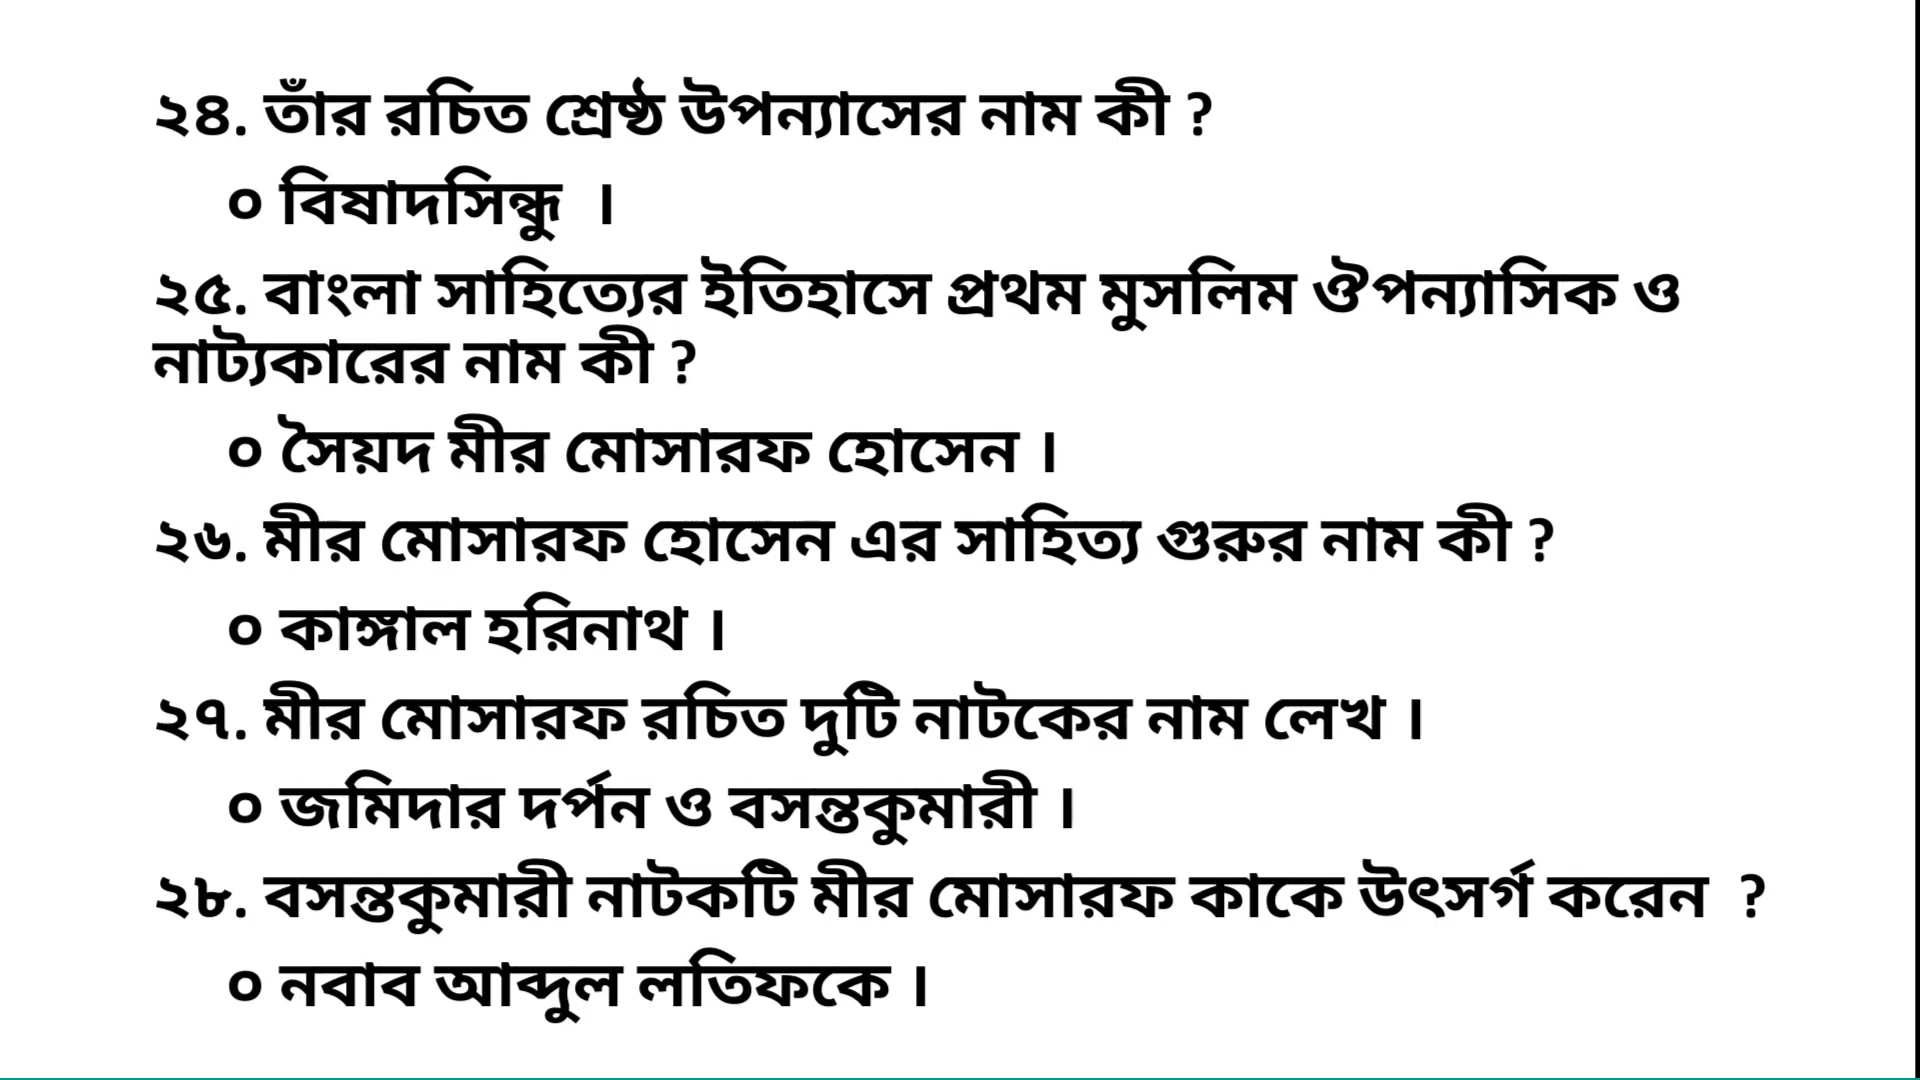 ২৪. তাঁর রচিত শ্রেষ্ঠ উপন্যাসের নাম কী ?
০ বিষাদসিন্ধু ।
২৫. বাংলা সাহিত্যের ইতিহাসে প্রথম মুসলিম ঔপন্যাসিক ও
নাট্যকারের নাম কী ?
০ সৈয়দ মীর মোসারফ হোসেন ।
২৬. মীর মোসারফ হোসেন এর সাহিত্য গুরুর নাম কী ?
০ কাঙ্গাল হরিনাথ ।
২৭. মীর মোসারফ রচিত দুটি নাটকের নাম লেখ ।
০ জমিদার দর্পন ও বসন্তকুমারী ।
২৮. বসন্তকুমারী নাটকটি মীর মোসারফ কাকে উৎসর্গ করেন ?
০ নবাব আব্দুল লতিফকে ।